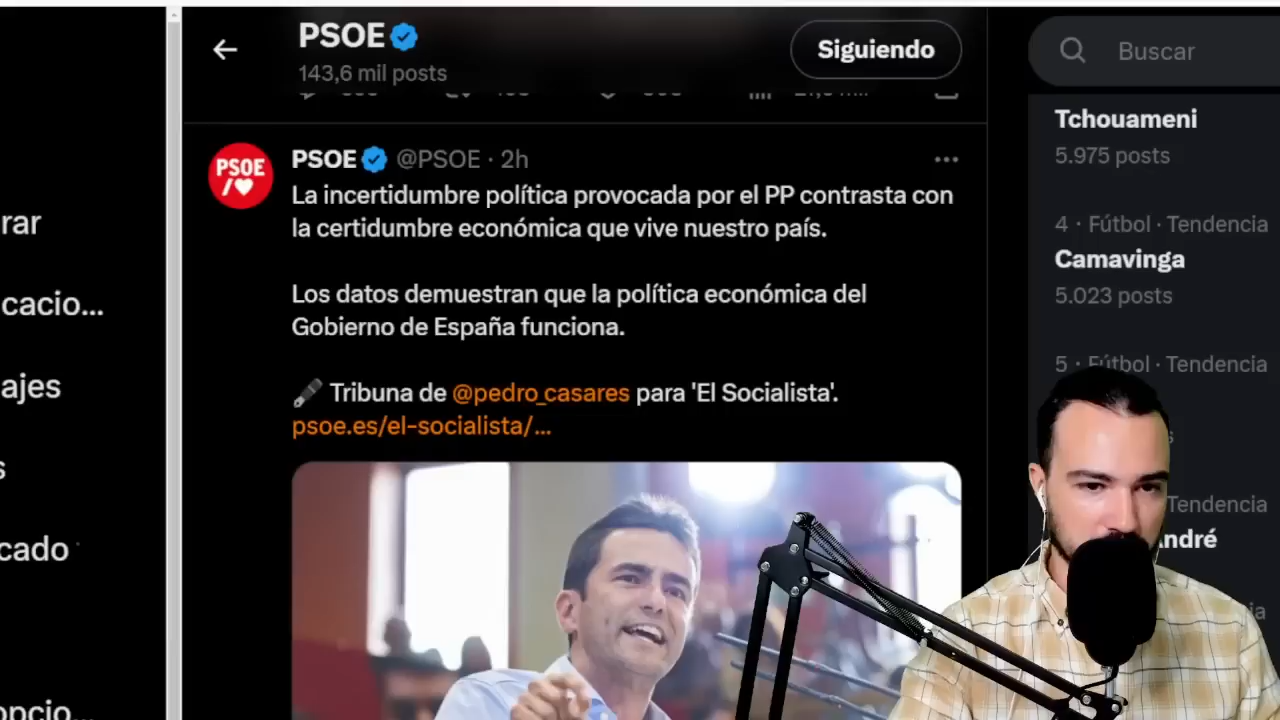 PSOE
143,6 mil posts
Siguiendo
Buscar
PSOE @PSOE · 2h
La incertidumbre política provocada por el PP contrasta con
la certidumbre económica que vive nuestro país.
Los datos demuestran que la política económica del
Gobierno de España funciona.
Tribuna de @pedro_casares para 'El Socialista'.
psoe.es/el-socialista/...
PSOE
Tchouameni
5.975 posts
4 · Fútbol · Tendencia
Camavinga
5.023 posts
5 · Fútbol · Tendencia
Tendencia
André
rar
cacio...
ajes
s
cado
opcio...